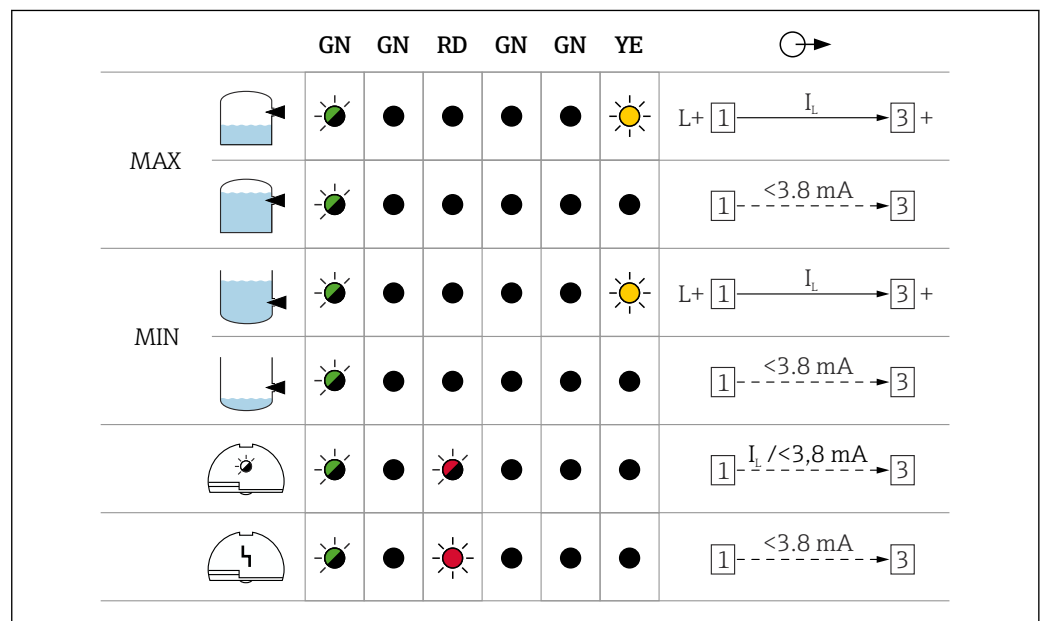 GN GN RD GN GN YE
L+ 1 I_L 3 +
MAX
1 <3.8 mA 3
L+ 1 I_L 3 +
MIN
1 <3.8 mA 3
1 I_L /<3,8 mA 3
1 <3.8 mA 3